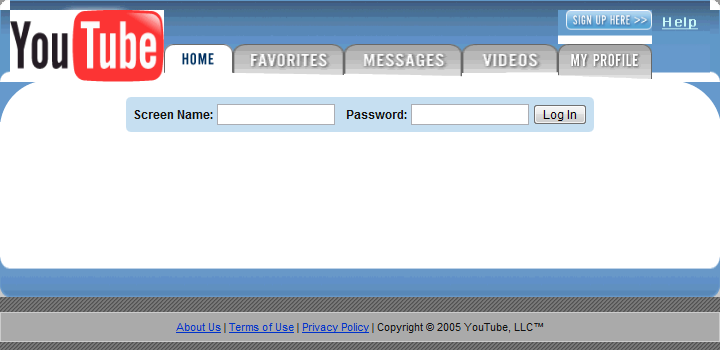 YouTube
SIGN UP HERE >> Help
HOME FAVORITES MESSAGES VIDEOS MY PROFILE
Screen Name: Password: Log In
About Us | Terms of Use | Privacy Policy | Copyright © 2005 YouTube, LLC™